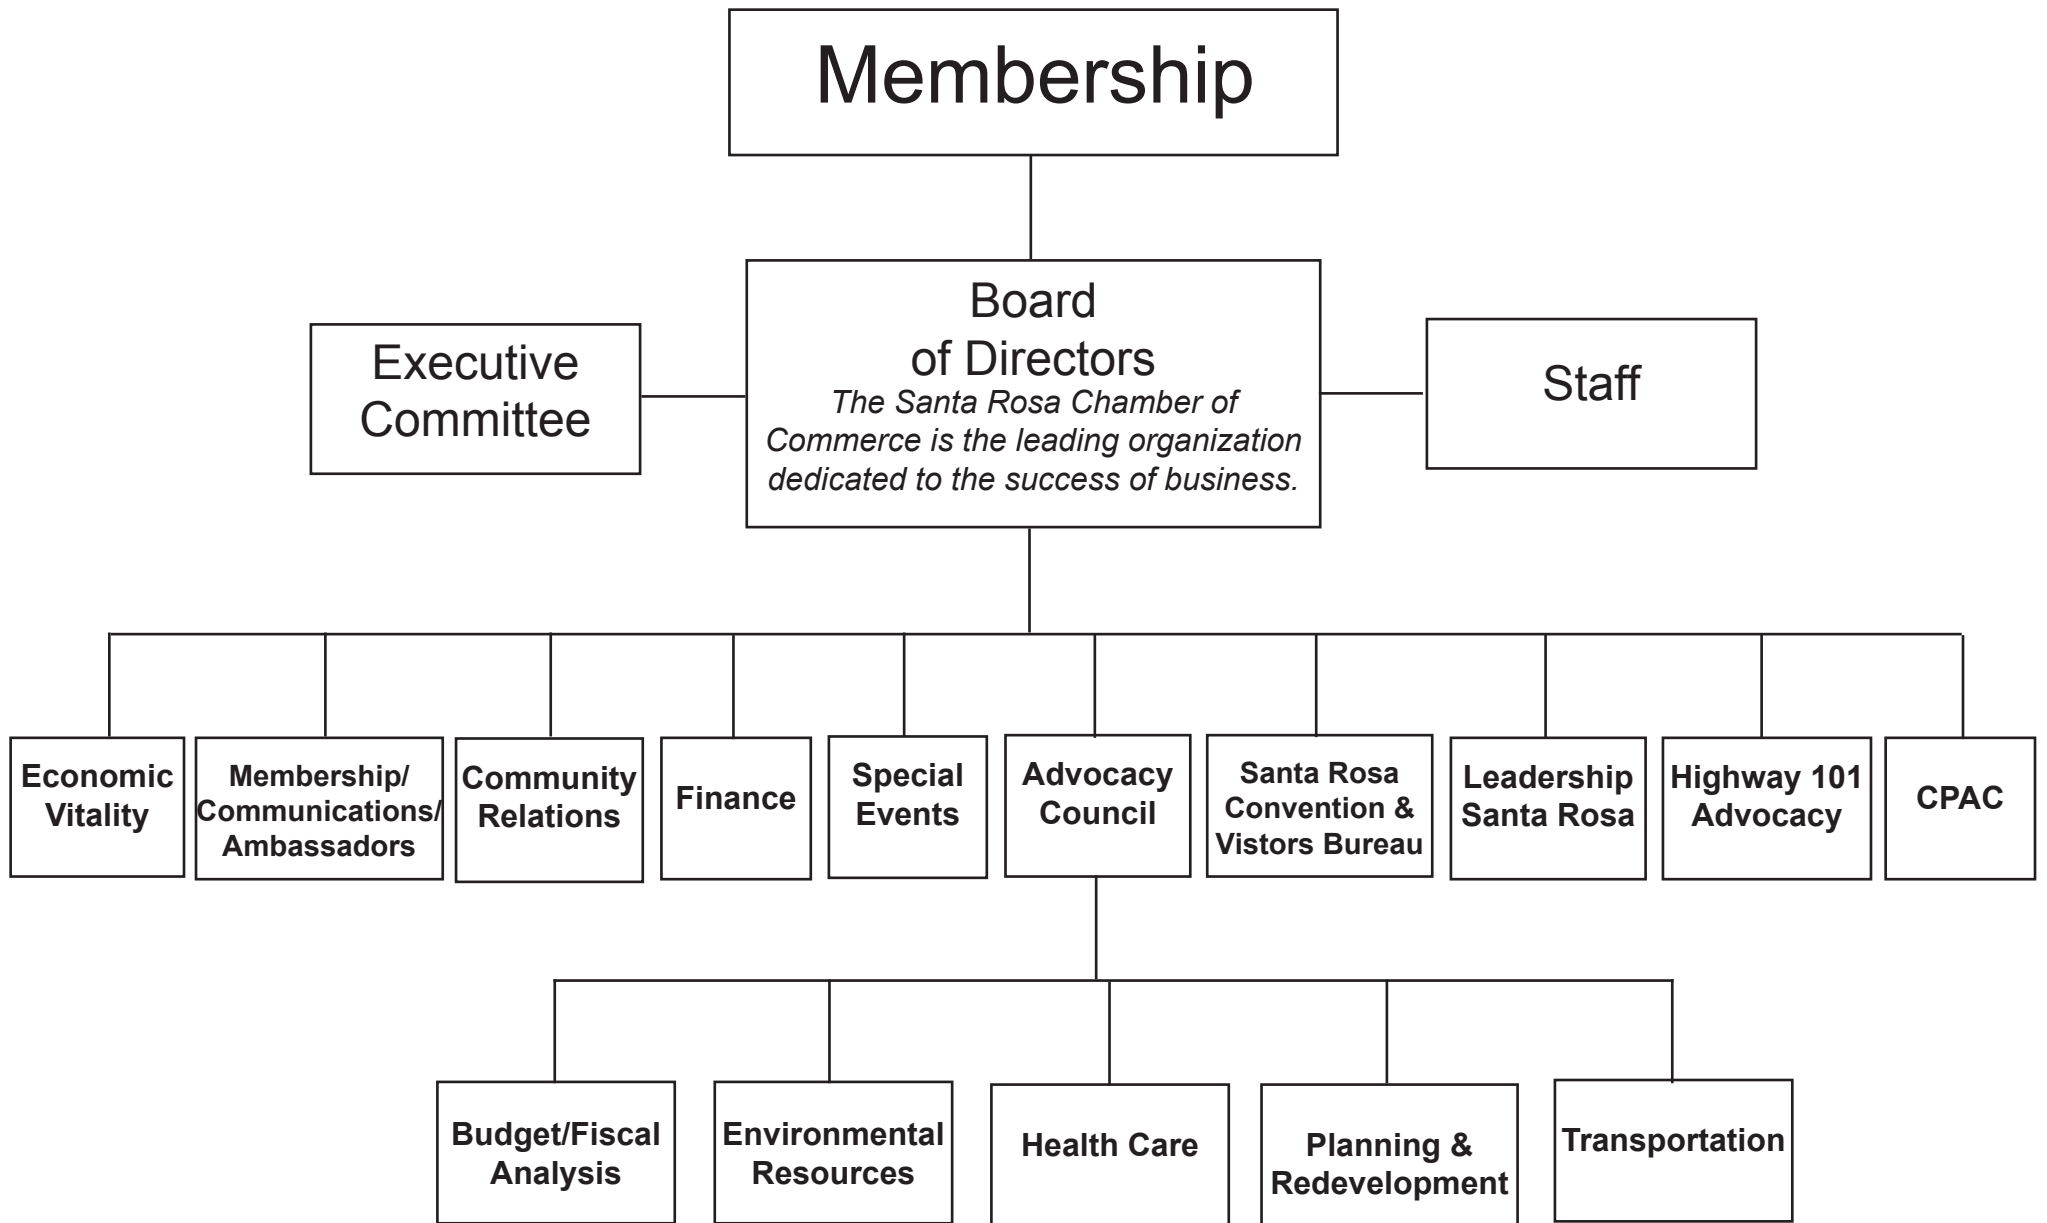 Membership
Board
of Directors
The Santa Rosa Chamber of
Commerce is the leading organization
dedicated to the success of business.
Executive
Committee
Staff
Economic
Vitality
Membership/
Communications/
Ambassadors
Community
Relations
Finance
Special
Events
Advocacy
Council
Santa Rosa
Convention &
Vistors Bureau
Leadership
Santa Rosa
Highway 101
Advocacy
CPAC
Budget/Fiscal
Analysis
Environmental
Resources
Health Care
Planning &
Redevelopment
Transportation